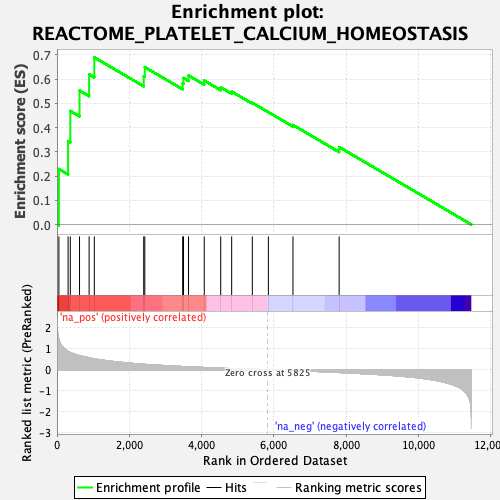 Enrichment plot:
REACTOME_PLATELET_CALCIUM_HOMEOSTASIS
Enrichment score (ES)
0.7
0.6
0.5
0.4
0.3
0.2
0.1
0.0
'na_pos' (positively correlated)
Ranked list metric (PreRanked)
2
1
0
-1
-2
-3
Zero cross at 5825
'na_neg' (negatively correlated)
0 2,000 4,000 6,000 8,000 10,000 12,000
Rank in Ordered Dataset
Enrichment profile Hits Ranking metric scores